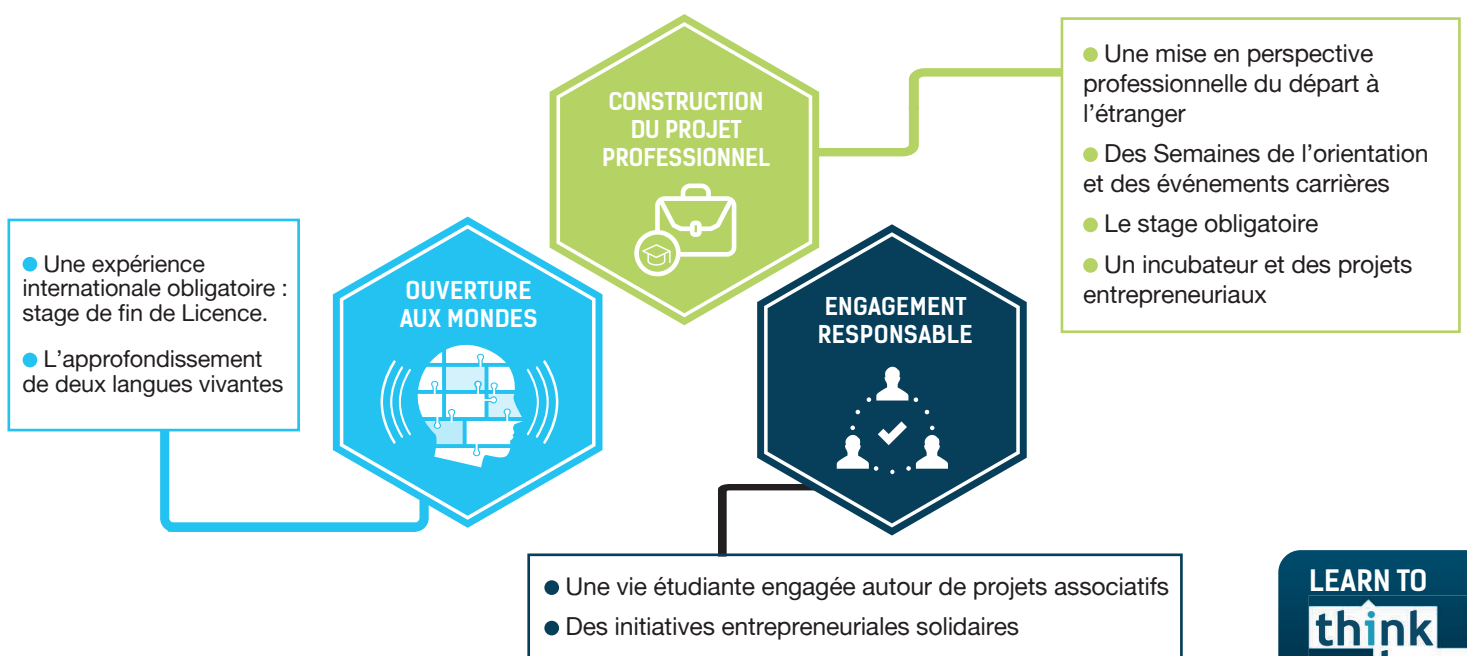 CONSTRUCTION
DU PROJET
PROFESSIONNEL
● Une mise en perspective
professionnelle du départ à
l’étranger
● Des Semaines de l’orientation
et des événements carrières
● Le stage obligatoire
● Un incubateur et des projets
entrepreneuriaux
● Une expérience
internationale obligatoire :
stage de fin de Licence.
● L’approfondissement
de deux langues vivantes
OUVERTURE
AUX MONDES
ENGAGEMENT
RESPONSABLE
● Une vie étudiante engagée autour de projets associatifs
● Des initiatives entrepreneuriales solidaires
LEARN TO
think